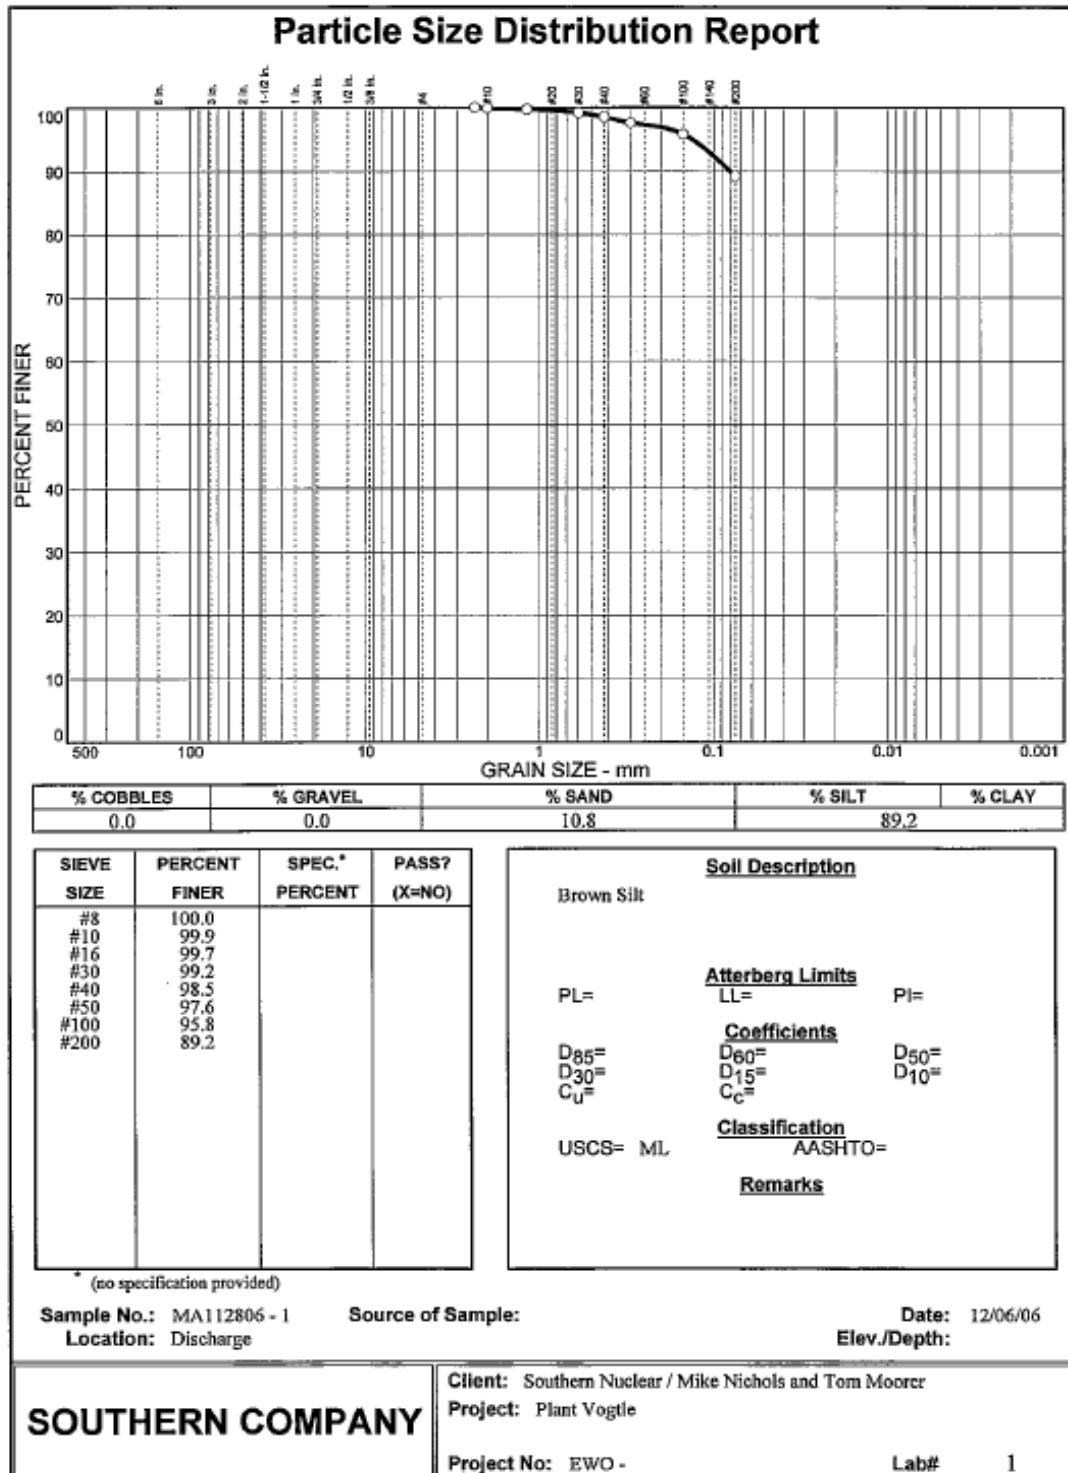 Particle Size Distribution Report
6 in. 3 in. 2 in. 1-1/2 in. 1 in. 3/4 in. 1/2 in. 3/8 in. #4 #10 #20 #30 #40 #60 #100 #140 #200
100
90
80
70
60
50
40
30
20
10
0
PERCENT FINER
500 100 10 1 0.1 0.01 0.001
GRAIN SIZE - mm
% COBBLES % GRAVEL % SAND % SILT % CLAY
0.0 0.0 10.8 89.2
SIEVE PERCENT SPEC.* PASS?
SIZE FINER PERCENT (X=NO)
#8 100.0
#10 99.9
#16 99.7
#30 99.2
#40 98.5
#50 97.6
#100 95.8
#200 89.2
* (no specification provided)
Soil Description
Brown Silt
Atterberg Limits
PL= LL= PI=
Coefficients
D85= D60= D50=
D30= D15= D10=
Cu= Cc=
Classification
USCS= ML AASHTO=
Remarks
Sample No.: MA112806 - 1 Source of Sample: Date: 12/06/06
Location: Discharge Elev./Depth:
SOUTHERN COMPANY
Client: Southern Nuclear / Mike Nichols and Tom Moorer
Project: Plant Vogtle
Project No: EWO - Lab# 1